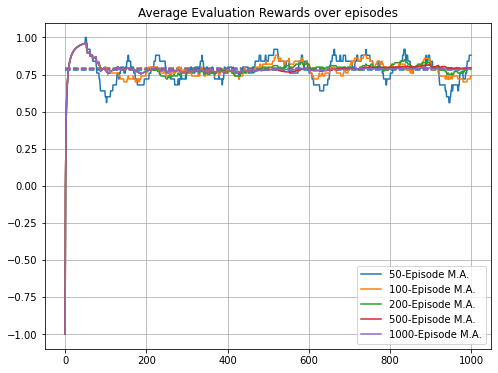 Average Evaluation Rewards over episodes
1.00
0.75
0.50
0.25
0.00
−0.25
−0.50
−0.75
−1.00
0 200 400 600 800 1000
50-Episode M.A.
100-Episode M.A.
200-Episode M.A.
500-Episode M.A.
1000-Episode M.A.